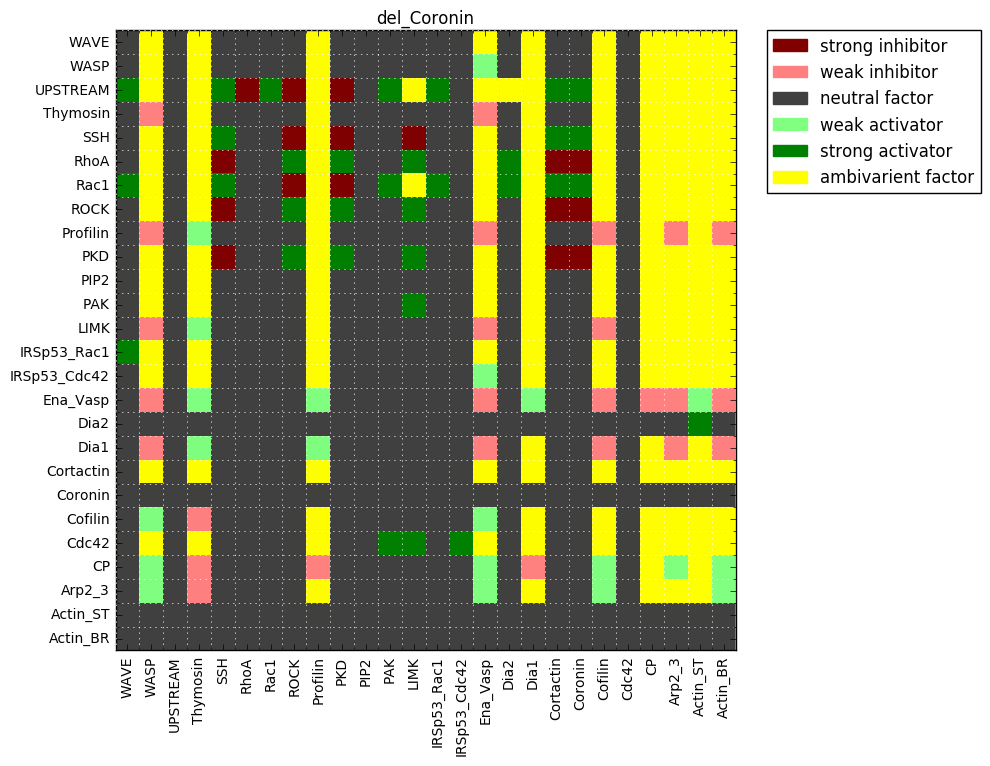 del_Coronin
WAVE
WASP
UPSTREAM
Thymosin
SSH
RhoA
Rac1
ROCK
Profilin
PKD
PIP2
PAK
LIMK
IRSp53_Rac1
IRSp53_Cdc42
Ena_Vasp
Dia2
Dia1
Cortactin
Coronin
Cofilin
Cdc42
CP
Arp2_3
Actin_ST
Actin_BR
WAVE
WASP
UPSTREAM
Thymosin
SSH
RhoA
Rac1
ROCK
Profilin
PKD
PIP2
PAK
LIMK
IRSp53_Rac1
IRSp53_Cdc42
Ena_Vasp
Dia2
Dia1
Cortactin
Coronin
Cofilin
Cdc42
CP
Arp2_3
Actin_ST
Actin_BR
strong inhibitor
weak inhibitor
neutral factor
weak activator
strong activator
ambivarient factor